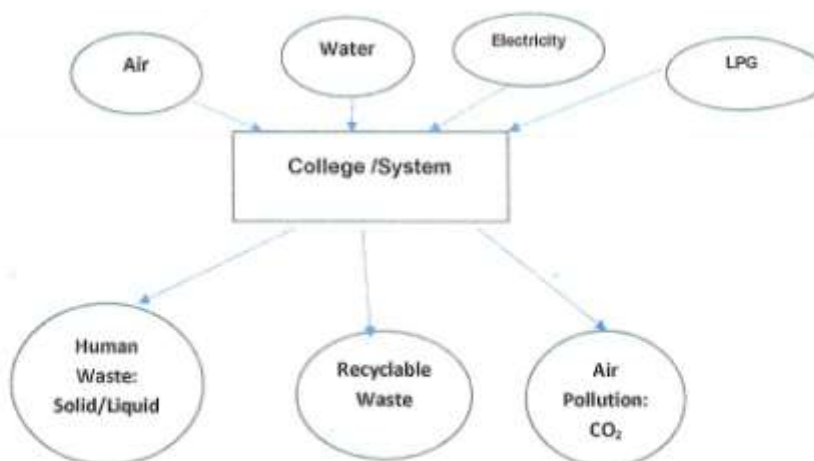 Air
Water
Electricity
LPG
College /System
Human
Waste:
Solid/Liquid
Recyclable
Waste
Air
Pollution:
CO₂